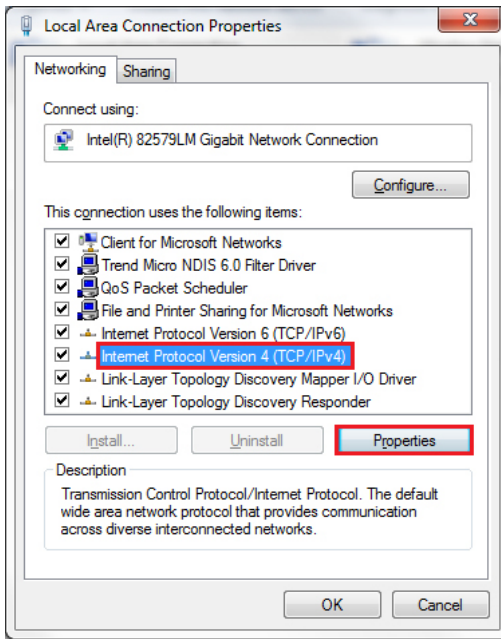 Local Area Connection Properties
Networking
Sharing
Connect using:
Intel(R) 82579LM Gigabit Network Connection
Configure...
This connection uses the following items:
Client for Microsoft Networks
Trend Micro NDIS 6.0 Filter Driver
QoS Packet Scheduler
File and Printer Sharing for Microsoft Networks
Internet Protocol Version 6 (TCP/IPv6)
Internet Protocol Version 4 (TCP/IPv4)
Link-Layer Topology Discovery Mapper I/O Driver
Link-Layer Topology Discovery Responder
Install...
Uninstall
Properties
Description
Transmission Control Protocol/Internet Protocol. The default
wide area network protocol that provides communication
across diverse interconnected networks.
OK
Cancel